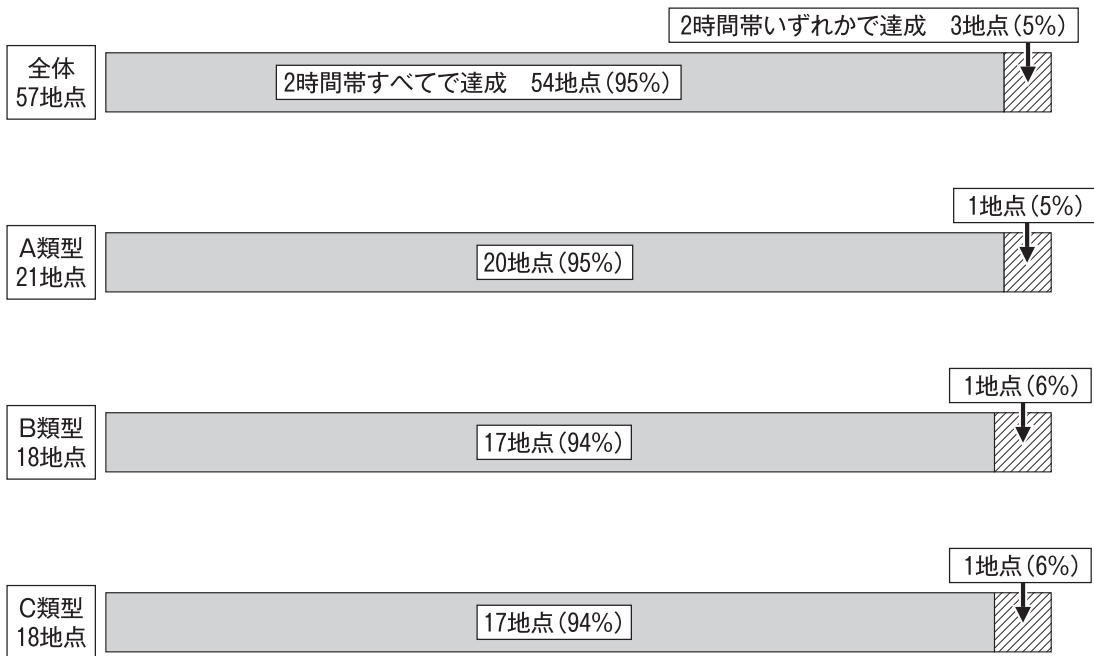 2時間帯いずれかで達成　3地点(5%)
全体
57地点
2時間帯すべてで達成　54地点(95%)
1地点(5%)
A類型
21地点
20地点(95%)
1地点(6%)
B類型
18地点
17地点(94%)
1地点(6%)
C類型
18地点
17地点(94%)